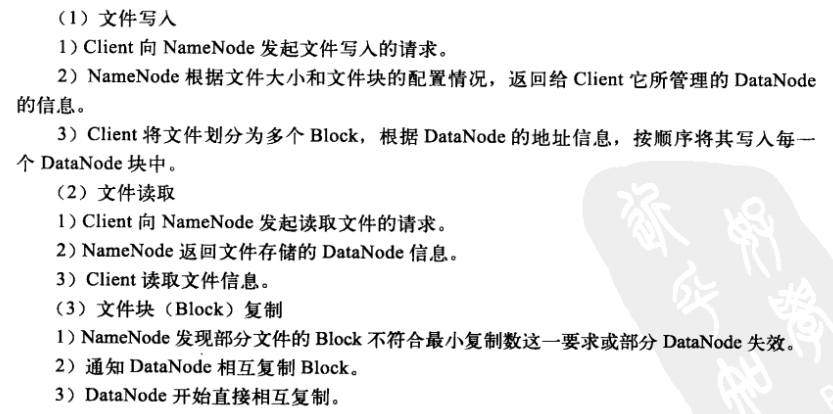 （1）文件写入
1）Client 向 NameNode 发起文件写入的请求。
2）NameNode 根据文件大小和文件块的配置情况，返回给 Client 它所管理的 DataNode
的信息。
3）Client 将文件划分为多个 Block，根据 DataNode 的地址信息，按顺序将其写入每一
个 DataNode 块中。
（2）文件读取
1）Client 向 NameNode 发起读取文件的请求。
2）NameNode 返回文件存储的 DataNode 信息。
3）Client 读取文件信息。
（3）文件块（Block）复制
1）NameNode 发现部分文件的 Block 不符合最小复制数这一要求或部分 DataNode 失效。
2）通知 DataNode 相互复制 Block。
3）DataNode 开始直接相互复制。